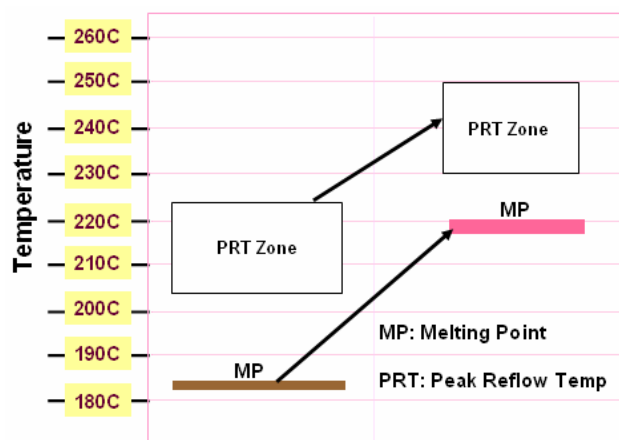 Temperature
260C
250C
240C
230C
220C
210C
200C
190C
180C
PRT Zone
MP
PRT Zone
MP
MP: Melting Point
PRT: Peak Reflow Temp